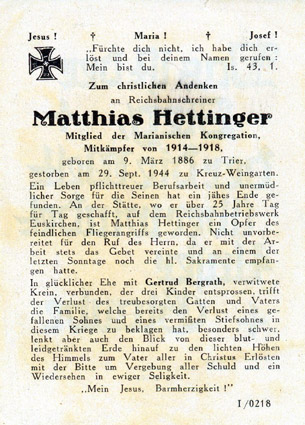 Jesus ! † Maria ! † Josef !
„Fürchte dich nicht, ich habe dich er-
löst und bei deinem Namen gerufen :
Mein bist du. Is. 43, 1.
Zum christlichen Andenken
an Reichsbahnschreiner
Matthias Hettinger
Mitglied der Marianischen Kongregation,
Mitkämpfer von 1914—1918,
geboren am 9. März 1886 zu Trier,
gestorben am 29. Sept. 1944 zu Kreuz-Weingarten.
Ein Leben pflichttreuer Berufsarbeit und unermüd-
licher Sorge für die Seinen hat ein jähes Ende ge-
funden. An der Stätte, wo er über 25 Jahre Tag
für Tag geschafft, auf dem Reichsbahnbetriebswerk
Euskirchen, ist Matthias Hettinger ein Opfer des
feindlichen Fliegerangriffs geworden. Nicht unvorbe-
reitet für den Ruf des Herrn, da er mit der Ar-
beit stets das Gebet vereinte und an einem der
letzten Sonntage noch die hl. Sakramente empfan-
gen hatte.
In glücklicher Ehe mit Gertrud Bergrath, verwitwete
Krein, verbunden, der drei Kinder entsprossen, trifft
der Verlust des treubesorgten Gatten und Vaters
die Familie, welche bereits den Verlust eines ge-
fallenen Sohnes und eines vermißten Stiefsohnes in
diesem Kriege zu beklagen hat, besonders schwer,
lenkt aber auch den Blick von dieser blut- und
leidgetränkten Erde hinauf zu den lichten Höhen
des Himmels zum Vater aller in Christus Erlösten
mit der Bitte um Vergebung aller Schuld und ein
Wiedersehen in ewiger Seligkeit.
„Mein Jesus, Barmherzigkeit !"
I/0218